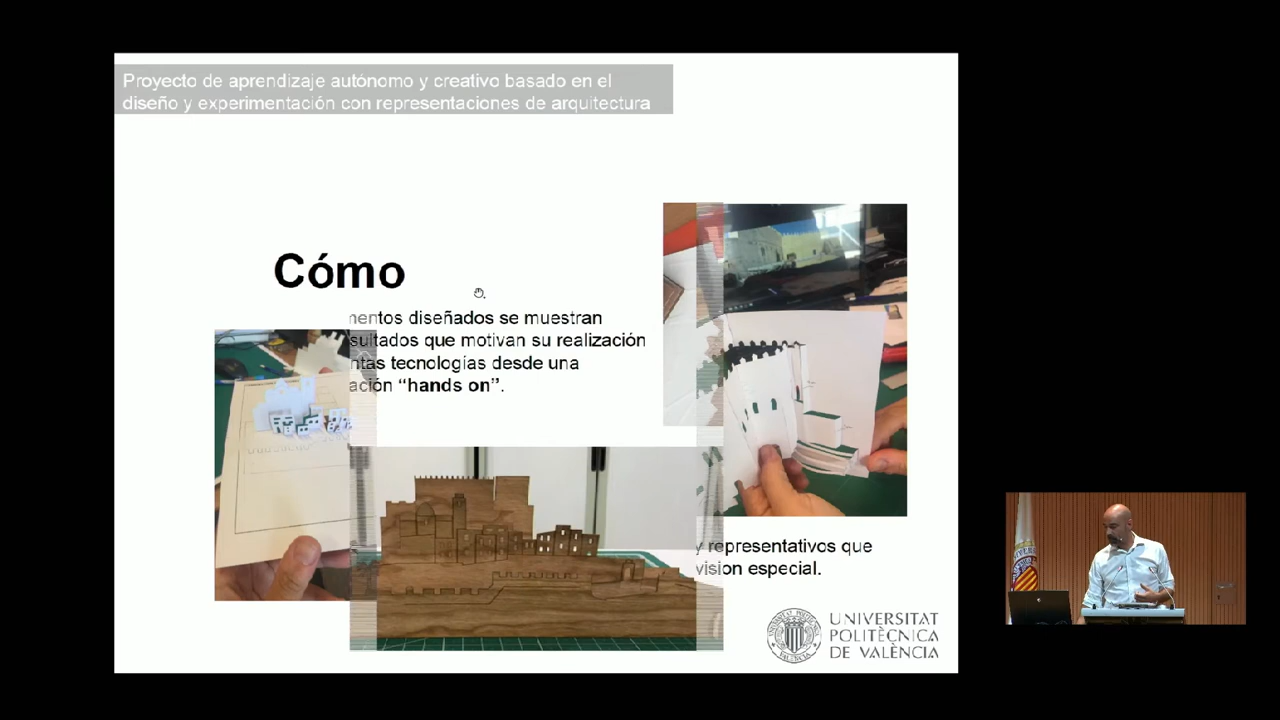 Proyecto de aprendizaje autónomo y creativo basado en el
diseño y experimentación con representaciones de arquitectura
Cómo
mentos diseñados se muestran
sultados que motivan su realización
ntas tecnologías desde una
ación “hands on”.
y representativos que
vision especial.
UNIVERSITAT
POLITÈCNICA
DE VALÈNCIA